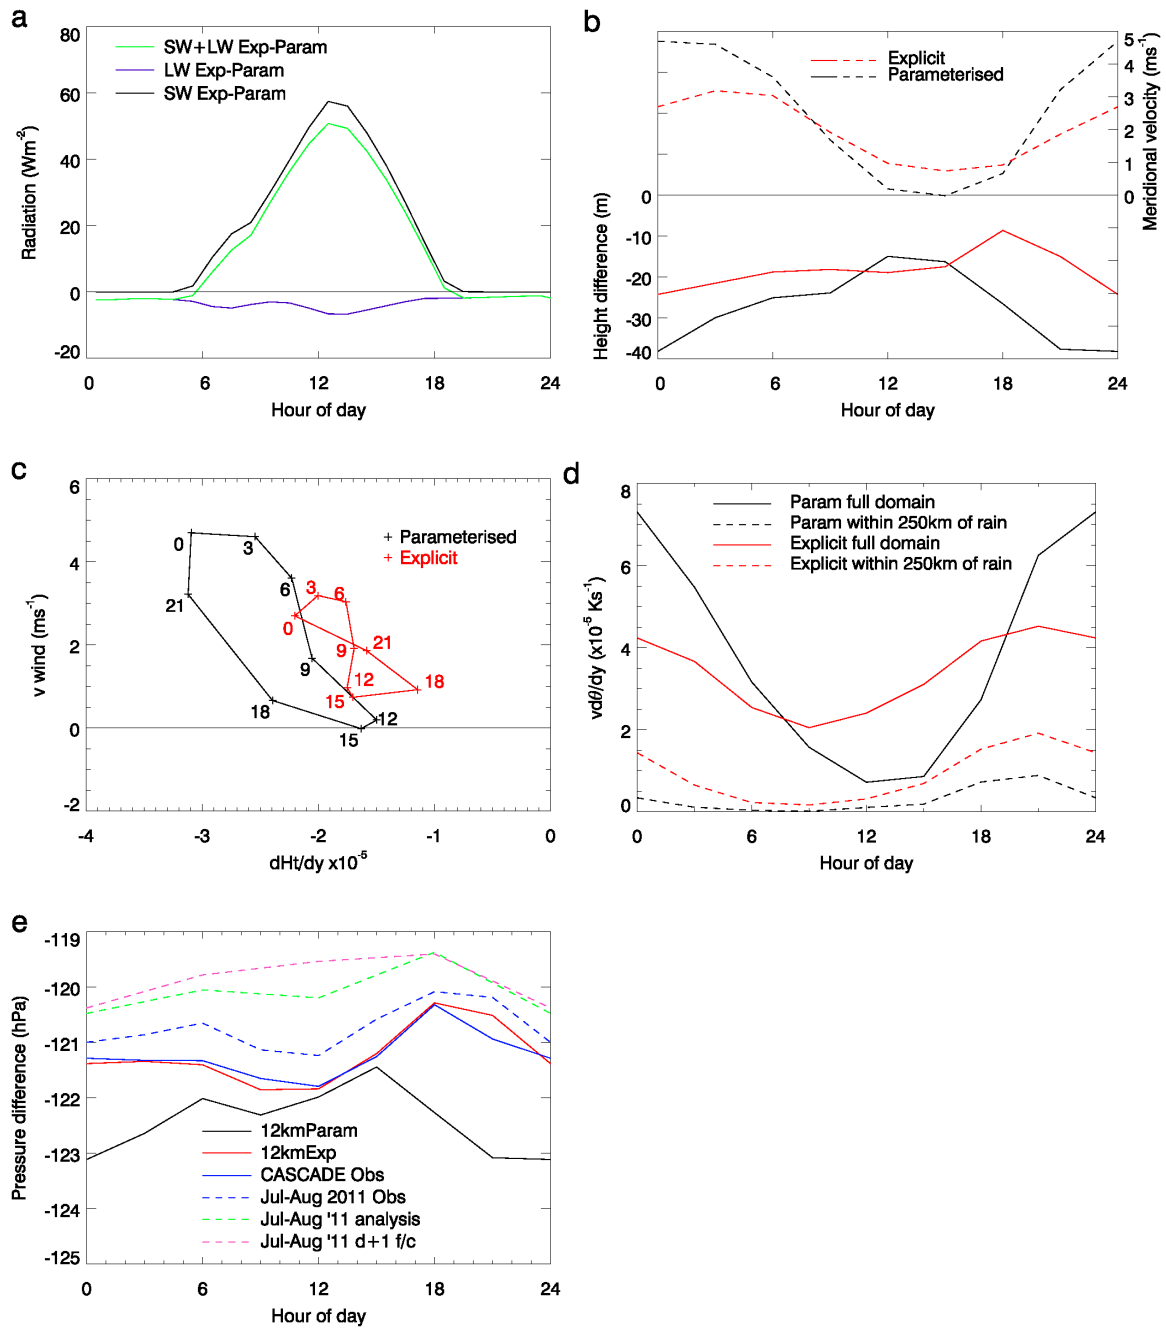 a
80
60
40
20
0
-20
Radiation (Wm-2)
SW+LW Exp-Param
LW Exp-Param
SW Exp-Param
0 6 12 18 24
Hour of day
b
0
-10
-20
-30
-40
Height difference (m)
Explicit
Parameterised
5
4
3
2
1
0
Meridional velocity (ms-1)
0 6 12 18 24
Hour of day
c
6
4
2
0
-2
v wind (ms-1)
Parameterised
Explicit
0
3
6
9
12
15
18
21
0
3
6
9
12
15
18
21
-4 -3 -2 -1 0
dHt/dy x10-5
d
8
6
4
2
0
vdθ/dy (x10-5 Ks-1)
Param full domain
Param within 250km of rain
Explicit full domain
Explicit within 250km of rain
0 6 12 18 24
Hour of day
e
-119
-120
-121
-122
-123
-124
-125
Pressure difference (hPa)
12kmParam
12kmExp
CASCADE Obs
Jul-Aug 2011 Obs
Jul-Aug '11 analysis
Jul-Aug '11 d+1 f/c
0 6 12 18 24
Hour of day